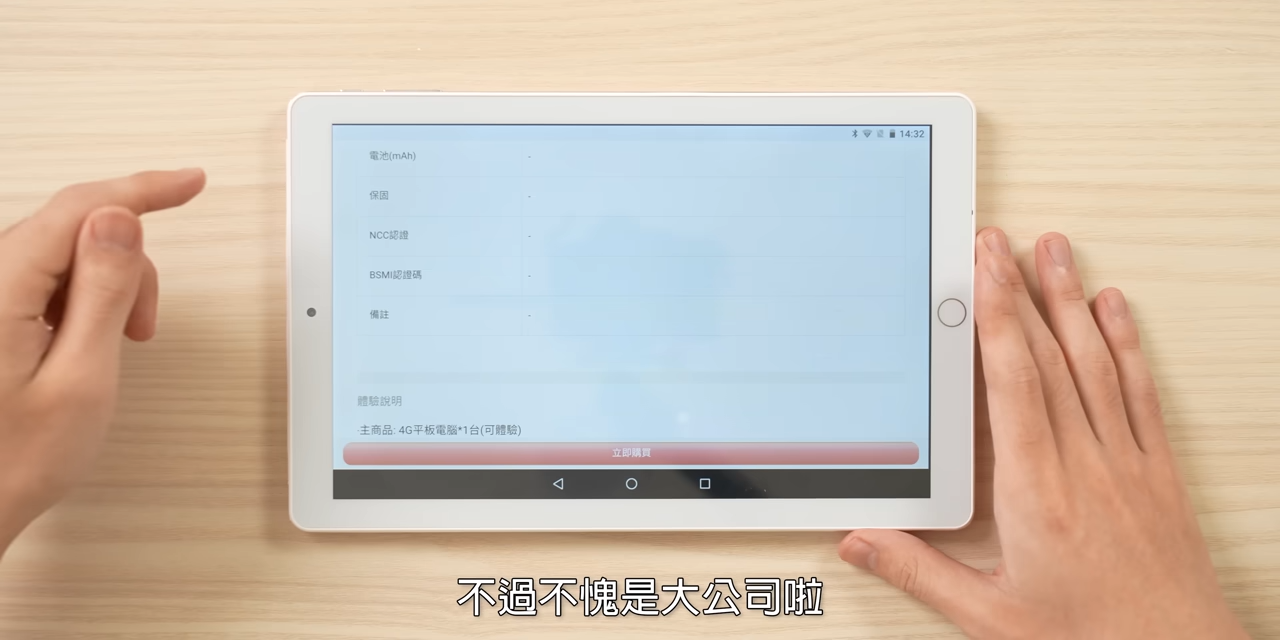 14:32
電池(mAh) -
保固 -
NCC認證 -
BSMI認證碼 -
備註 -
體驗說明
主商品: 4G平板電腦*1台(可體驗)
立即購買
不過不愧是大公司啦